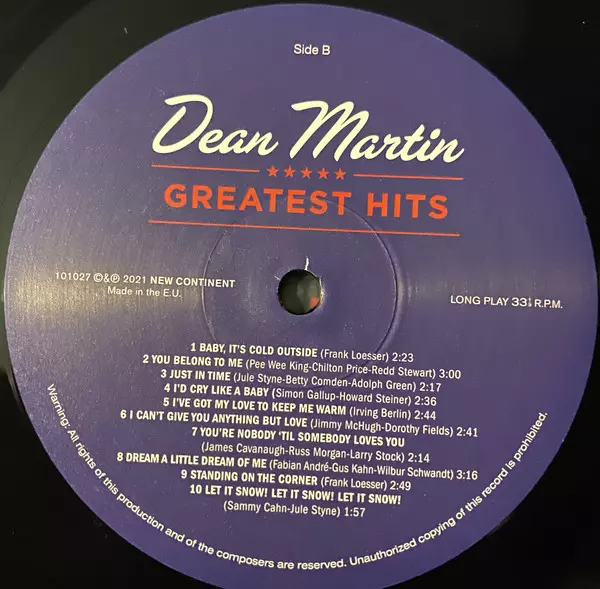 Side B
Dean Martin
GREATEST HITS
101027 ©&℗ 2021 NEW CONTINENT
Made in the E.U.
LONG PLAY 33⅓ R.P.M.
1 BABY, IT'S COLD OUTSIDE (Frank Loesser) 2:23
2 YOU BELONG TO ME (Pee Wee King-Chilton Price-Redd Stewart) 3:00
3 JUST IN TIME (Jule Styne-Betty Comden-Adolph Green) 2:17
4 I'D CRY LIKE A BABY (Simon Gallup-Howard Steiner) 2:36
5 I'VE GOT MY LOVE TO KEEP ME WARM (Irving Berlin) 2:44
6 I CAN'T GIVE YOU ANYTHING BUT LOVE (Jimmy McHugh-Dorothy Fields) 2:41
7 YOU'RE NOBODY 'TIL SOMEBODY LOVES YOU
(James Cavanaugh-Russ Morgan-Larry Stock) 2:14
8 DREAM A LITTLE DREAM OF ME (Fabian André-Gus Kahn-Wilbur Schwandt) 3:16
9 STANDING ON THE CORNER (Frank Loesser) 2:49
10 LET IT SNOW! LET IT SNOW! LET IT SNOW!
(Sammy Cahn-Jule Styne) 1:57
Warning: All rights of this production and of the composers are reserved. Unauthorized copying of this record is prohibited.